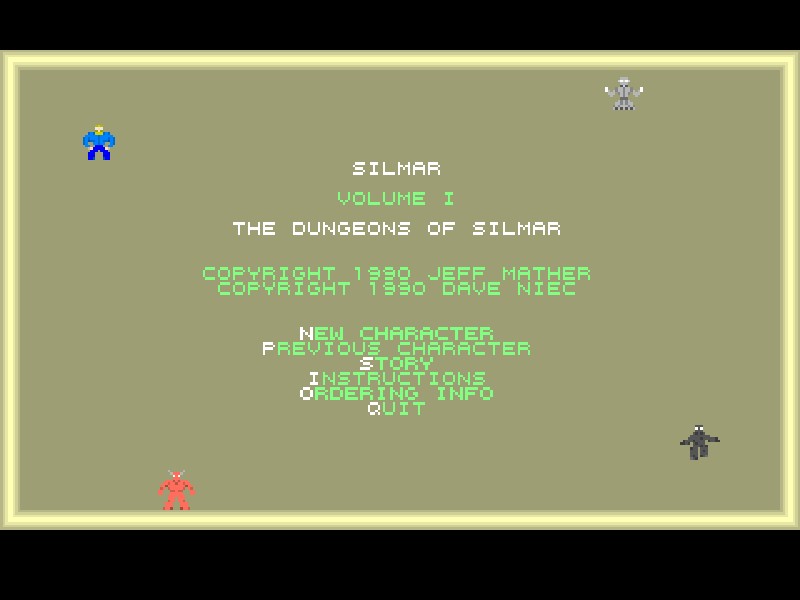 SILMAR
VOLUME I
THE DUNGEONS OF SILMAR
COPYRIGHT 1990 JEFF MATHER
COPYRIGHT 1990 DAVE NIEC
NEW CHARACTER
PREVIOUS CHARACTER
STORY
INSTRUCTIONS
ORDERING INFO
QUIT